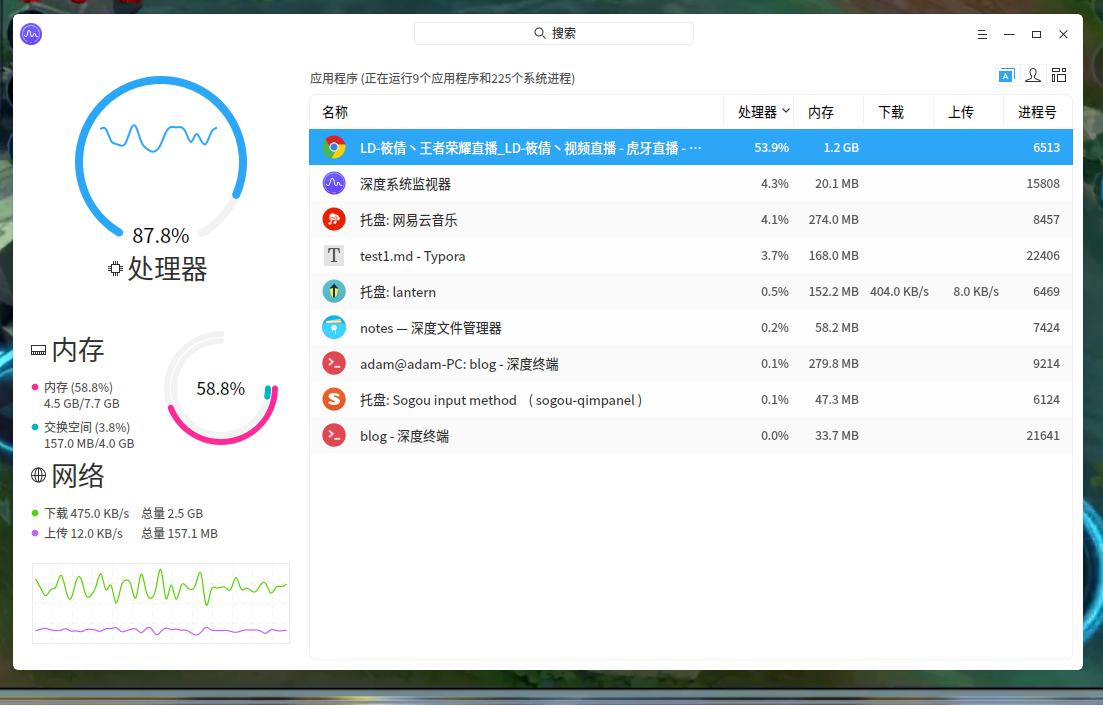 搜索
应用程序 (正在运行9个应用程序和225个系统进程)
名称 处理器 内存 下载 上传 进程号
LD-筱倩丶王者荣耀直播_LD-筱倩丶视频直播 - 虎牙直播 - ··· 53.9% 1.2 GB 6513
深度系统监视器 4.3% 20.1 MB 15808
托盘: 网易云音乐 4.1% 274.0 MB 8457
T test1.md - Typora 3.7% 168.0 MB 22406
托盘: lantern 0.5% 152.2 MB 404.0 KB/s 8.0 KB/s 6469
notes — 深度文件管理器 0.2% 58.2 MB 7424
adam@adam-PC: blog - 深度终端 0.1% 279.8 MB 9214
托盘: Sogou input method （sogou-qimpanel） 0.1% 47.3 MB 6124
blog - 深度终端 0.0% 33.7 MB 21641
87.8%
处理器
内存
58.8%
内存 (58.8%)
4.5 GB/7.7 GB
交换空间 (3.8%)
157.0 MB/4.0 GB
网络
下载 475.0 KB/s 总量 2.5 GB
上传 12.0 KB/s 总量 157.1 MB